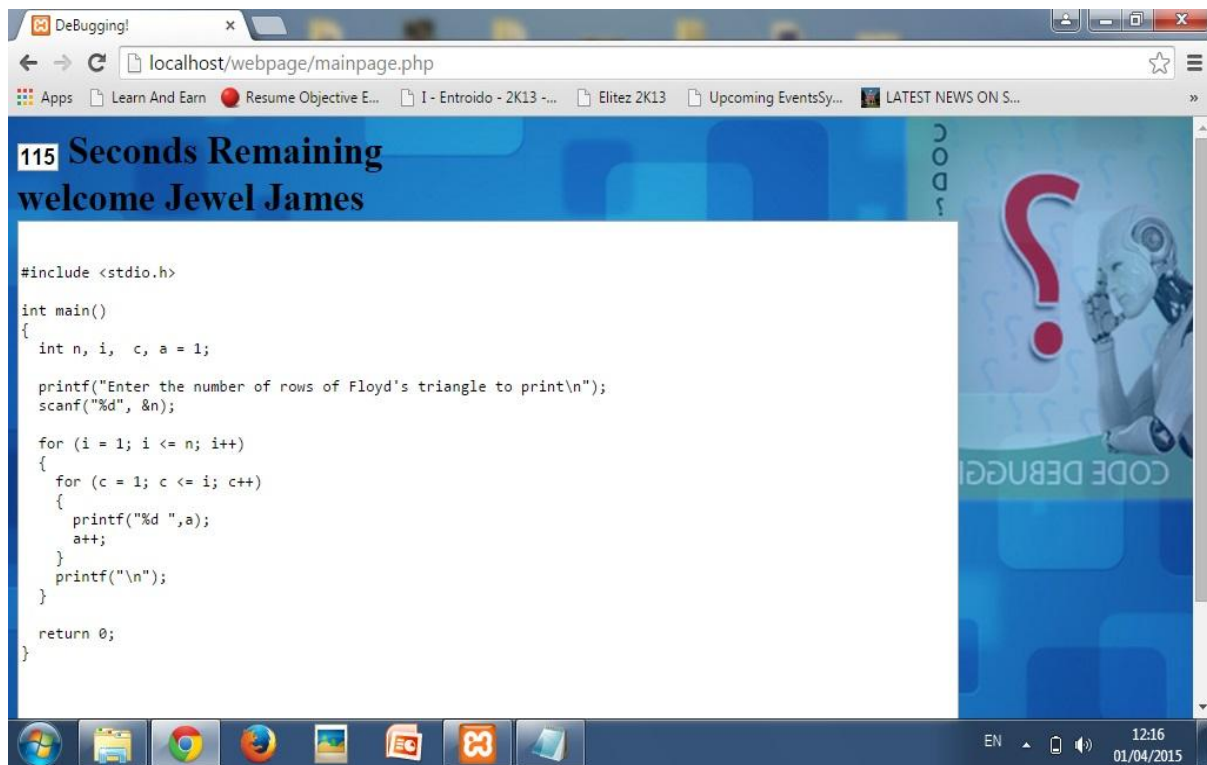 DeBugging!
localhost/webpage/mainpage.php
Apps Learn And Earn Resume Objective E... I - Entroido - 2K13 -... Elitez 2K13 Upcoming EventsSy... LATEST NEWS ON S... »
115 Seconds Remaining
welcome Jewel James
#include <stdio.h>
int main()
{
int n, i,  c, a = 1;
printf("Enter the number of rows of Floyd's triangle to print\n");
scanf("%d", &n);
for (i = 1; i <= n; i++)
{
for (c = 1; c <= i; c++)
{
printf("%d ",a);
a++;
}
printf("\n");
}
return 0;
}
COD?
CODE DEBUGGI
EN
12:16
01/04/2015